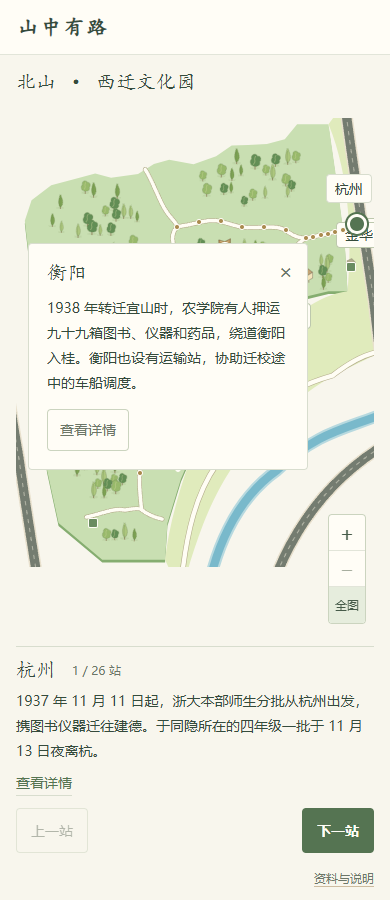 山中有路
北山 • 西迁文化园
杭州
金华
衡阳
×
1938 年转迁宜山时，农学院有人押运
九十九箱图书、仪器和药品，绕道衡阳
入桂。衡阳也设有运输站，协助迁校途
中的车船调度。
查看详情
+
−
全图
杭州 1 / 26 站
1937 年 11 月 11 日起，浙大本部师生分批从杭州出发，
携图书仪器迁往建德。于同隐所在的四年级一批于 11 月
13 日夜离杭。
查看详情
上一站
下一站
资料与说明